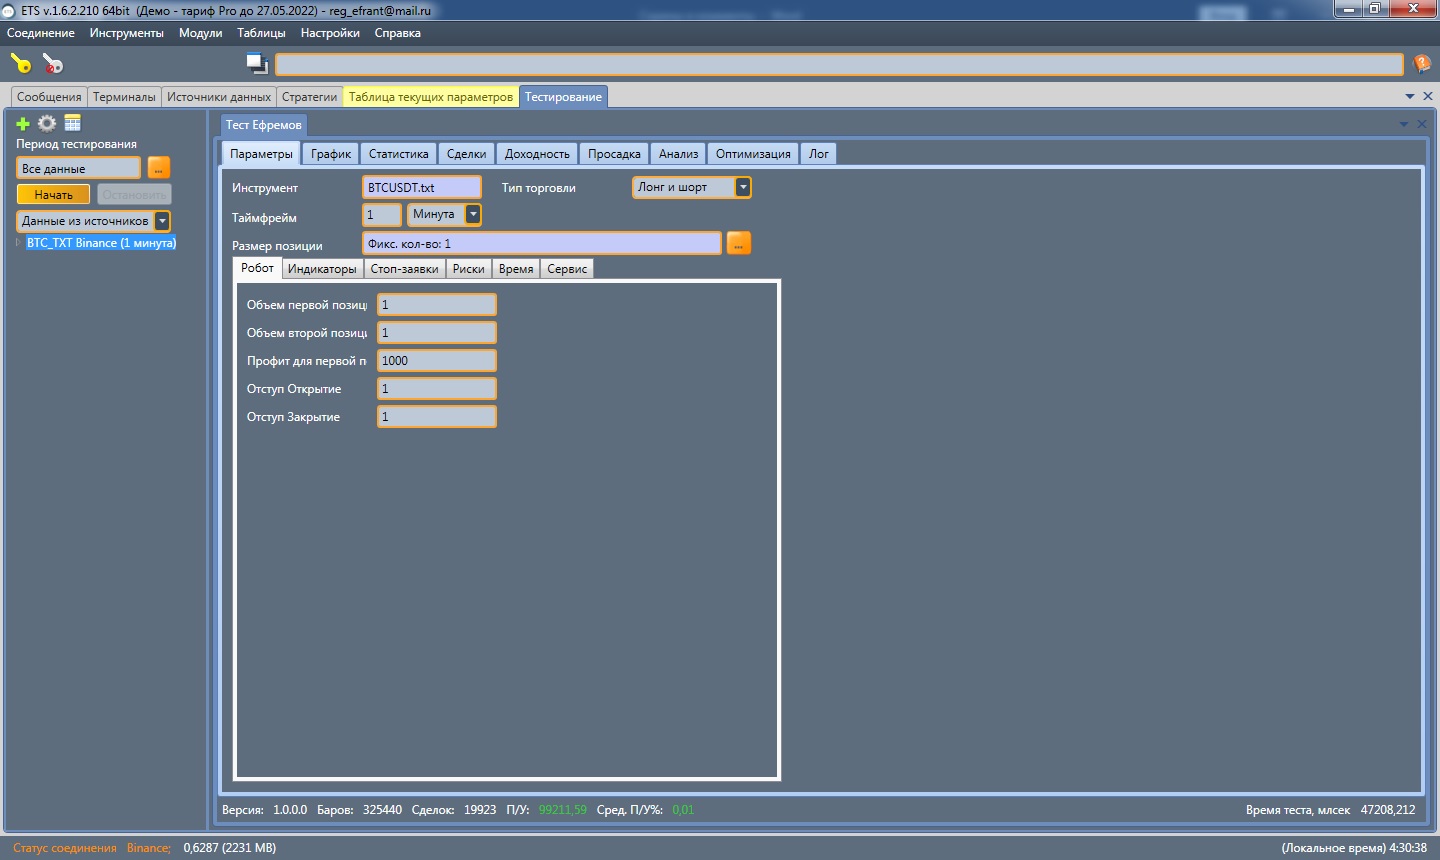 ETS v.1.6.2.210 64bit (Демо - тариф Pro до 27.05.2022) - reg_efrant@mail.ru
Соединение Инструменты Модули Таблицы Настройки Справка
Сообщения Терминалы Источники данных Стратегии Таблица текущих параметров Тестирование
Период тестирования
Все данные ...
Начать Остановить
Данные из источников
BTC_TXT Binance (1 минута)
Тест Ефремов
Параметры График Статистика Сделки Доходность Просадка Анализ Оптимизация Лог
Инструмент BTCUSDT.txt Тип торговли Лонг и шорт
Таймфрейм 1 Минута
Размер позиции Фикс. кол-во: 1 ...
Робот Индикаторы Стоп-заявки Риски Время Сервис
Объем первой позиц 1
Объем второй позици 1
Профит для первой п 1000
Отступ Открытие 1
Отступ Закрытие 1
Версия: 1.0.0.0 Баров: 325440 Сделок: 19923 П/У: 99211,59 Сред. П/У%: 0,01 Время теста, млсек 47208,212
Статус соединения Binance; 0,6287 (2231 MB) (Локальное время) 4:30:38